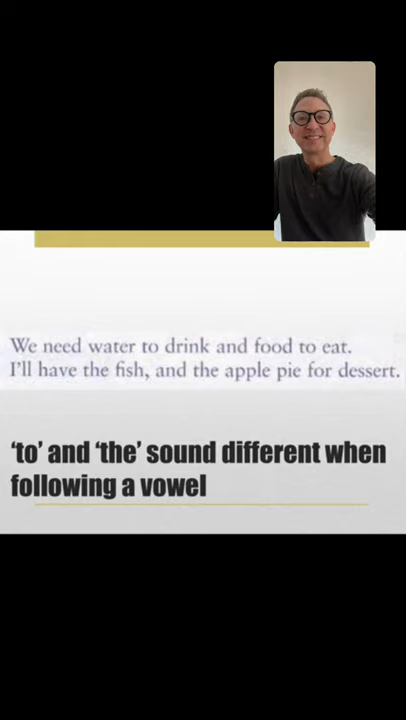 We need water to drink and food to eat.
I'll have the fish, and the apple pie for dessert.
‘to’ and ‘the’ sound different when
following a vowel